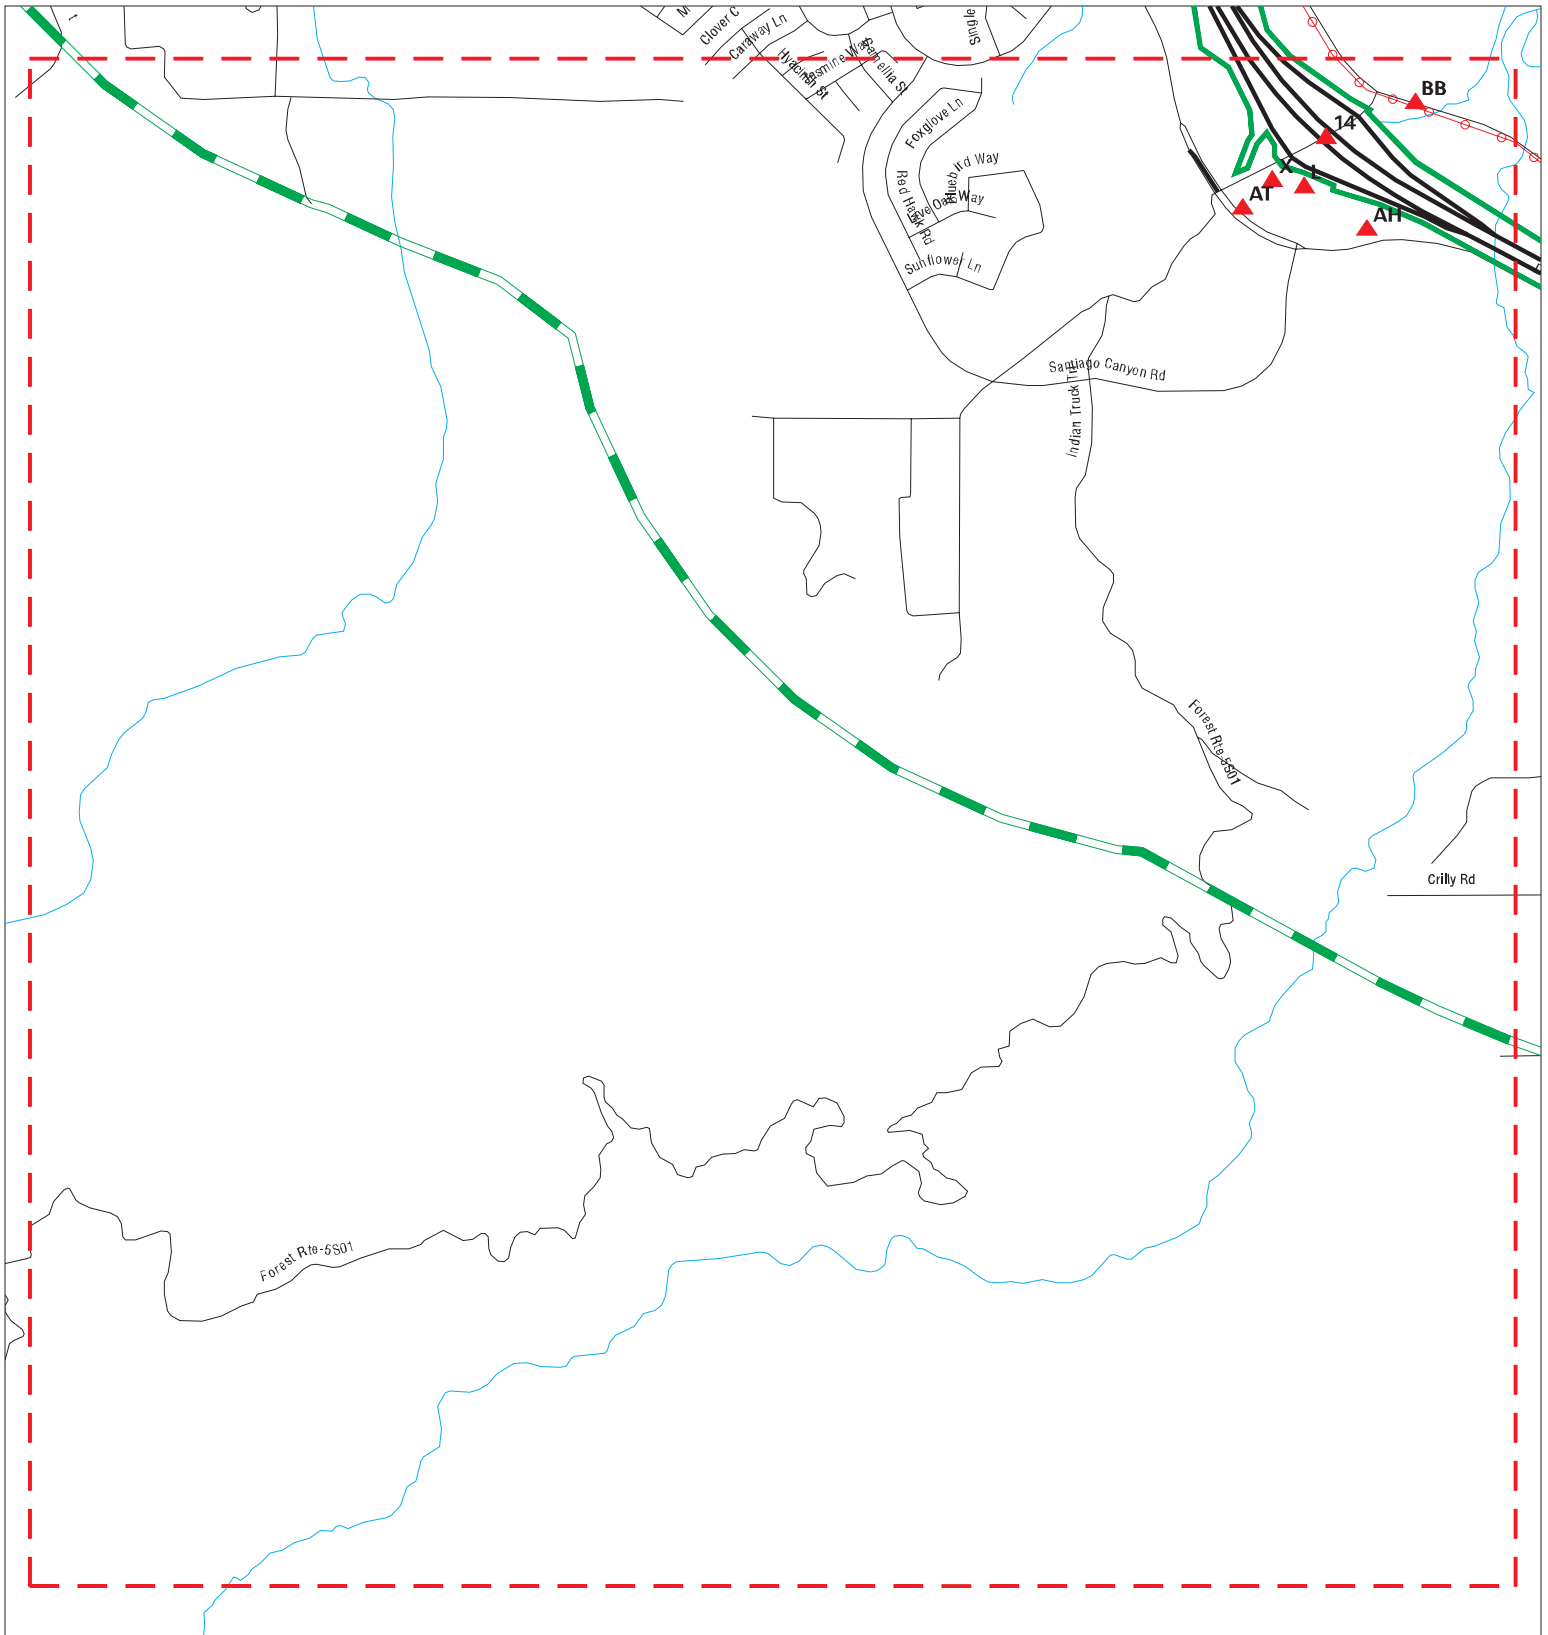 M
Clover C
Caraway Ln
Single
Hyacinth St
Jasmine Way
Camellia St
Foxglove Ln
BB
14
Bluebird Way
Red Hawk Rd
Live Oak Way
X
L
AT
AH
Sunflower Ln
Santiago Canyon Rd
Indian Truck Trl
Forest Rte 5S01
Crilly Rd
Forest Rte-5S01